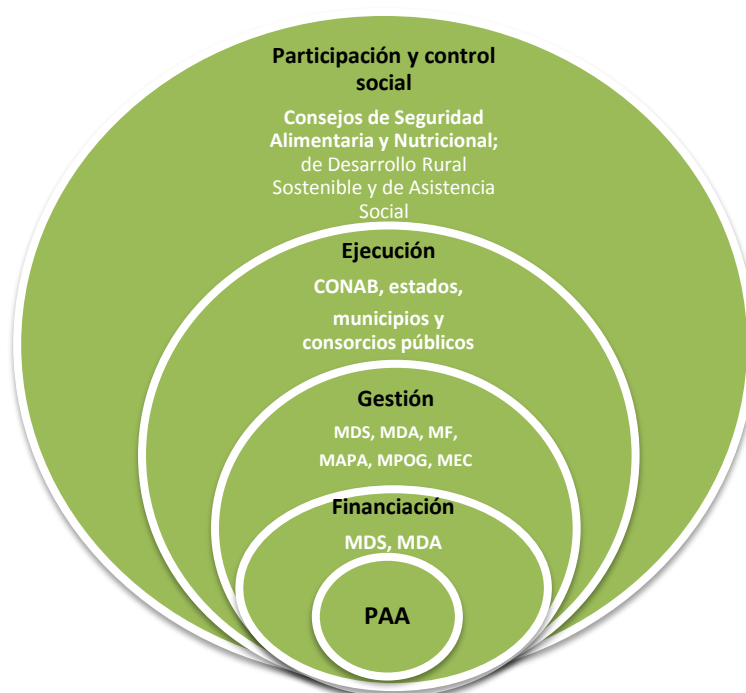 Participación y control
social
Consejos de Seguridad
Alimentaria y Nutricional;
de Desarrollo Rural
Sostenible y de Asistencia
Social
Ejecución
CONAB, estados,
municipios y
consorcios públicos
Gestión
MDS, MDA, MF,
MAPA, MPOG, MEC
Financiación
MDS, MDA
PAA